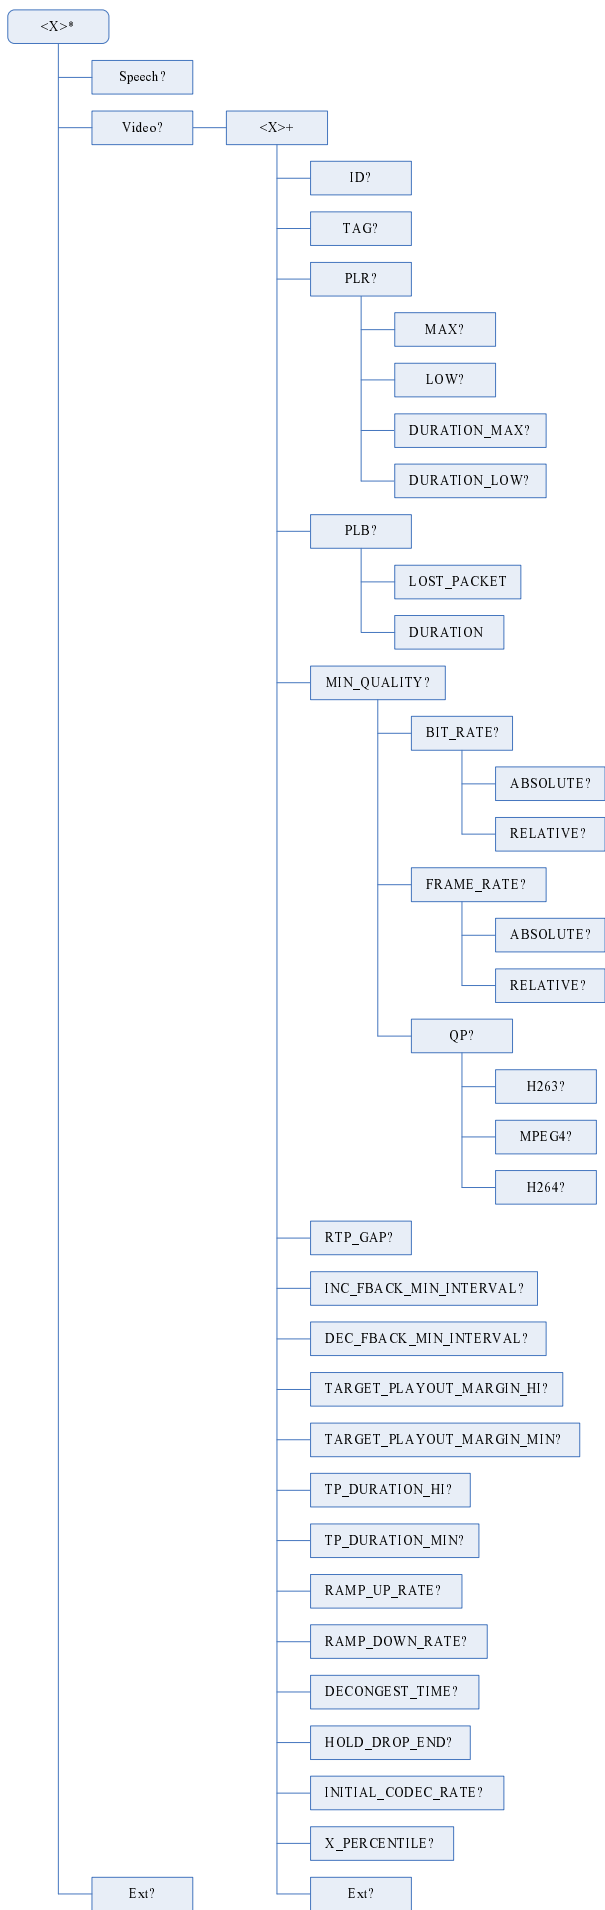 <X>*
Speech?
Video?
<X>+
ID?
TAG?
PLR?
MAX?
LOW?
DURATION_MAX?
DURATION_LOW?
PLB?
LOST_PACKET
DURATION
MIN_QUALITY?
BIT_RATE?
ABSOLUTE?
RELATIVE?
FRAME_RATE?
ABSOLUTE?
RELATIVE?
QP?
H263?
MPEG4?
H264?
RTP_GAP?
INC_FBACK_MIN_INTERVAL?
DEC_FBACK_MIN_INTERVAL?
TARGET_PLAYOUT_MARGIN_HI?
TARGET_PLAYOUT_MARGIN_MIN?
TP_DURATION_HI?
TP_DURATION_MIN?
RAMP_UP_RATE?
RAMP_DOWN_RATE?
DECONGEST_TIME?
HOLD_DROP_END?
INITIAL_CODEC_RATE?
X_PERCENTILE?
Ext?
Ext?